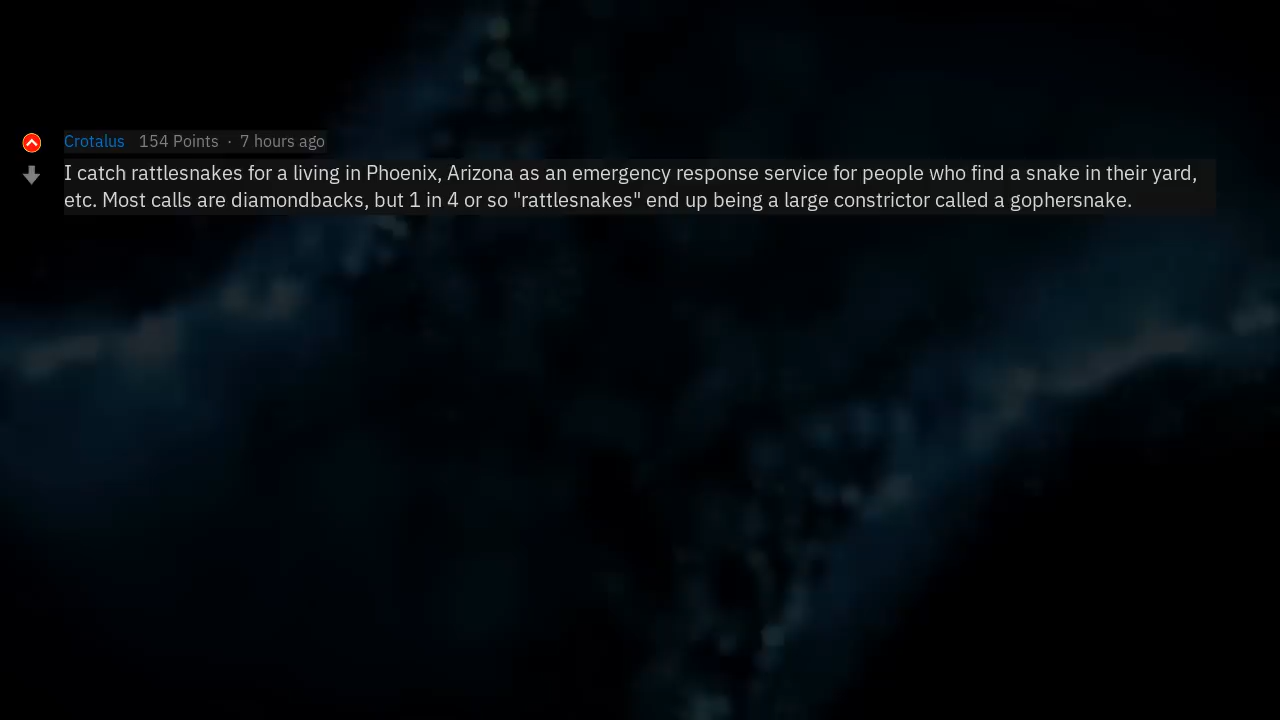 Crotalus 154 Points · 7 hours ago
I catch rattlesnakes for a living in Phoenix, Arizona as an emergency response service for people who find a snake in their yard,
etc. Most calls are diamondbacks, but 1 in 4 or so "rattlesnakes" end up being a large constrictor called a gophersnake.